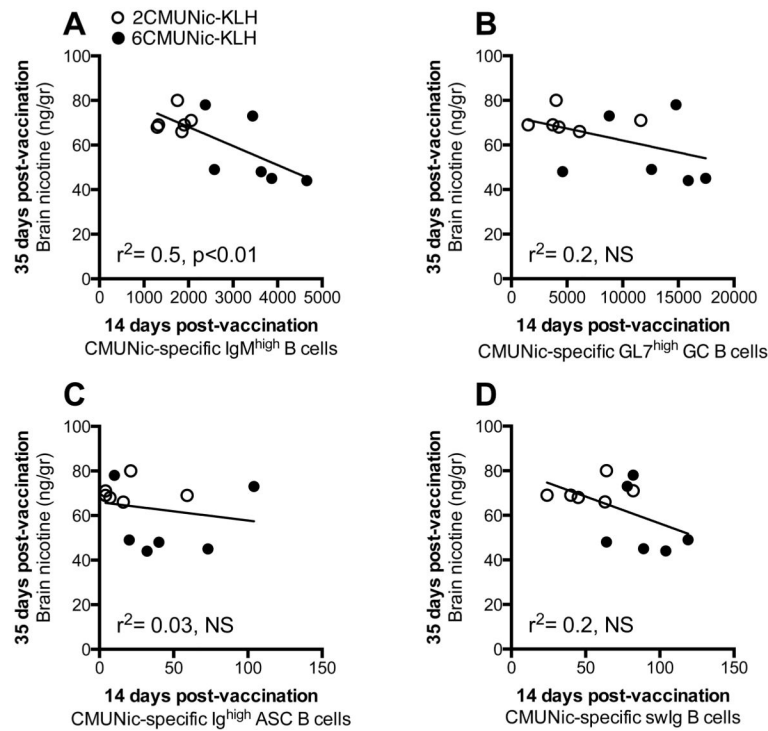 2CMUNic-KLH
6CMUNic-KLH
A
35 days post-vaccination
Brain nicotine (ng/gr)
100
80
60
40
20
0
r²= 0.5, p<0.01
0 1000 2000 3000 4000 5000
14 days post-vaccination
CMUNic-specific IgMhigh B cells
B
35 days post-vaccination
Brain nicotine (ng/gr)
100
80
60
40
20
0
r²= 0.2, NS
0 5000 10000 15000 20000
14 days post-vaccination
CMUNic-specific GL7high GC B cells
C
35 days post-vaccination
Brain nicotine (ng/gr)
100
80
60
40
20
0
r²= 0.03, NS
0 50 100 150
14 days post-vaccination
CMUNic-specific Ighigh ASC B cells
D
35 days post-vaccination
Brain nicotine (ng/gr)
100
80
60
40
20
0
r²= 0.2, NS
0 50 100 150
14 days post-vaccination
CMUNic-specific swIg B cells